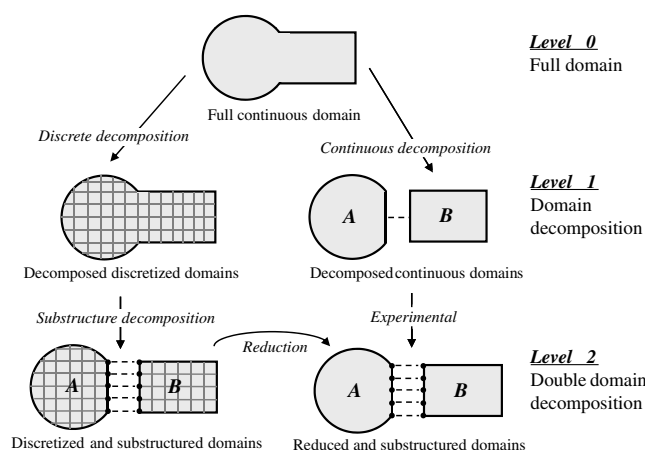 Level 0
Full domain
Full continuous domain
Discrete decomposition
Continuous decomposition
Level 1
Domain
decomposition
A
B
Decomposed discretized domains
Decomposed continuous domains
Substructure decomposition
Experimental
Reduction
Level 2
Double domain
decomposition
A
B
A
B
Discretized and substructured domains
Reduced and substructured domains